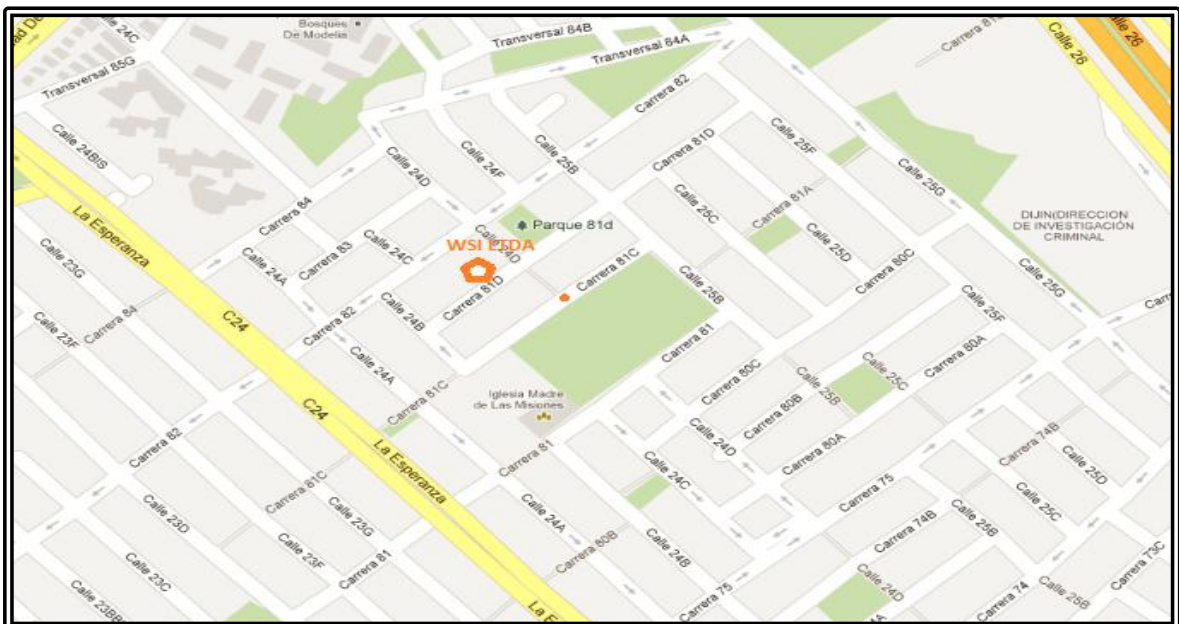 Calle 24C
Bosques
De Modelia
Transversal 84B
Transversal 84A
Calle 26
Calle 26
Transversal 85G
Carrera 82
Calle 24BIS
Calle 24D
Calle 24F
Calle 25B
Carrera 81D
Calle 25F
Calle 25G
La Esperanza
Carrera 84
Carrera 83
Calle 24C
Calle 24D
Parque 81d
WSI LTDA
Calle 25C
Carrera 81A
Calle 25D
DIJIN(DIRECCION
DE INVESTIGACIÓN
CRIMINAL
Calle 23G
Calle 24A
Carrera 81D
Carrera 81C
Calle 25B
Carrera 80C
Calle 25G
Calle 23F
Carrera 84
C24
Carrera 82
Calle 24B
Calle 24A
Carrera 81
Calle 25F
Carrera 80C
Carrera 80A
Carrera 81C
Iglesia Madre
de Las Misiones
Calle 25B
Calle 25C
C24
Carrera 80B
Carrera 82
La Esperanza
Carrera 81
Calle 24D
Carrera 80A
Carrera 74B
Carrera 81C
Calle 24C
Carrera 75
Calle 25D
Calle 23D
Calle 23G
Calle 24A
Calle 25C
Calle 23F
Carrera 80B
Calle 24B
Carrera 74B
Calle 25B
Calle 23C
Carrera 81
Carrera 75
Calle 24D
Carrera 74
Calle 25B
Carrera 73C